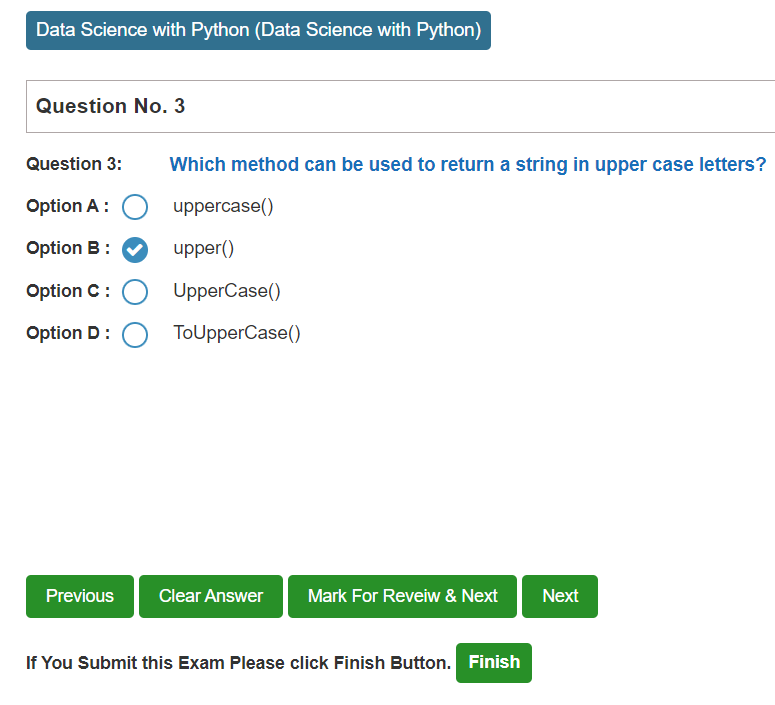 Data Science with Python (Data Science with Python)
Question No. 3
Question 3: Which method can be used to return a string in upper case letters?
Option A : uppercase()
Option B : upper()
Option C : UpperCase()
Option D : ToUpperCase()
Previous Clear Answer Mark For Reveiw & Next Next
If You Submit this Exam Please click Finish Button. Finish